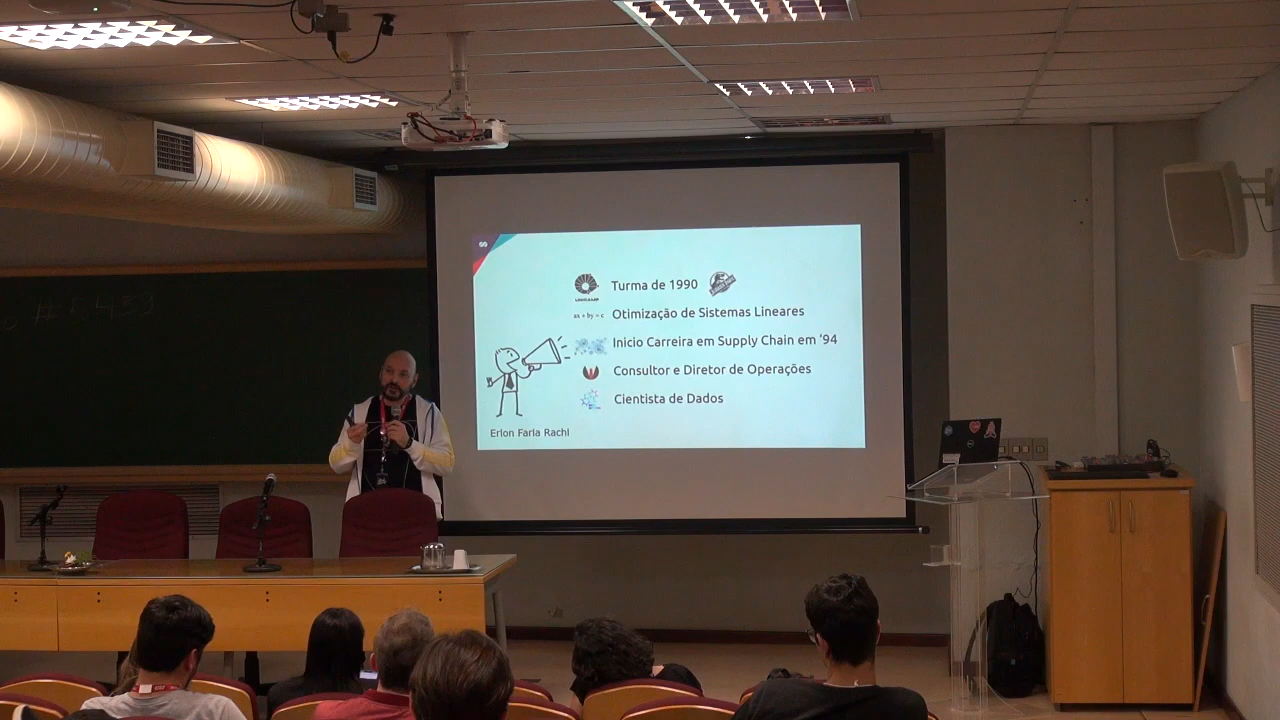 UNICAMP
Turma de 1990
ax + by = c
Otimização de Sistemas Lineares
Inicio Carreira em Supply Chain em '94
Consultor e Diretor de Operações
Cientista de Dados
Erlon Faria Rachi